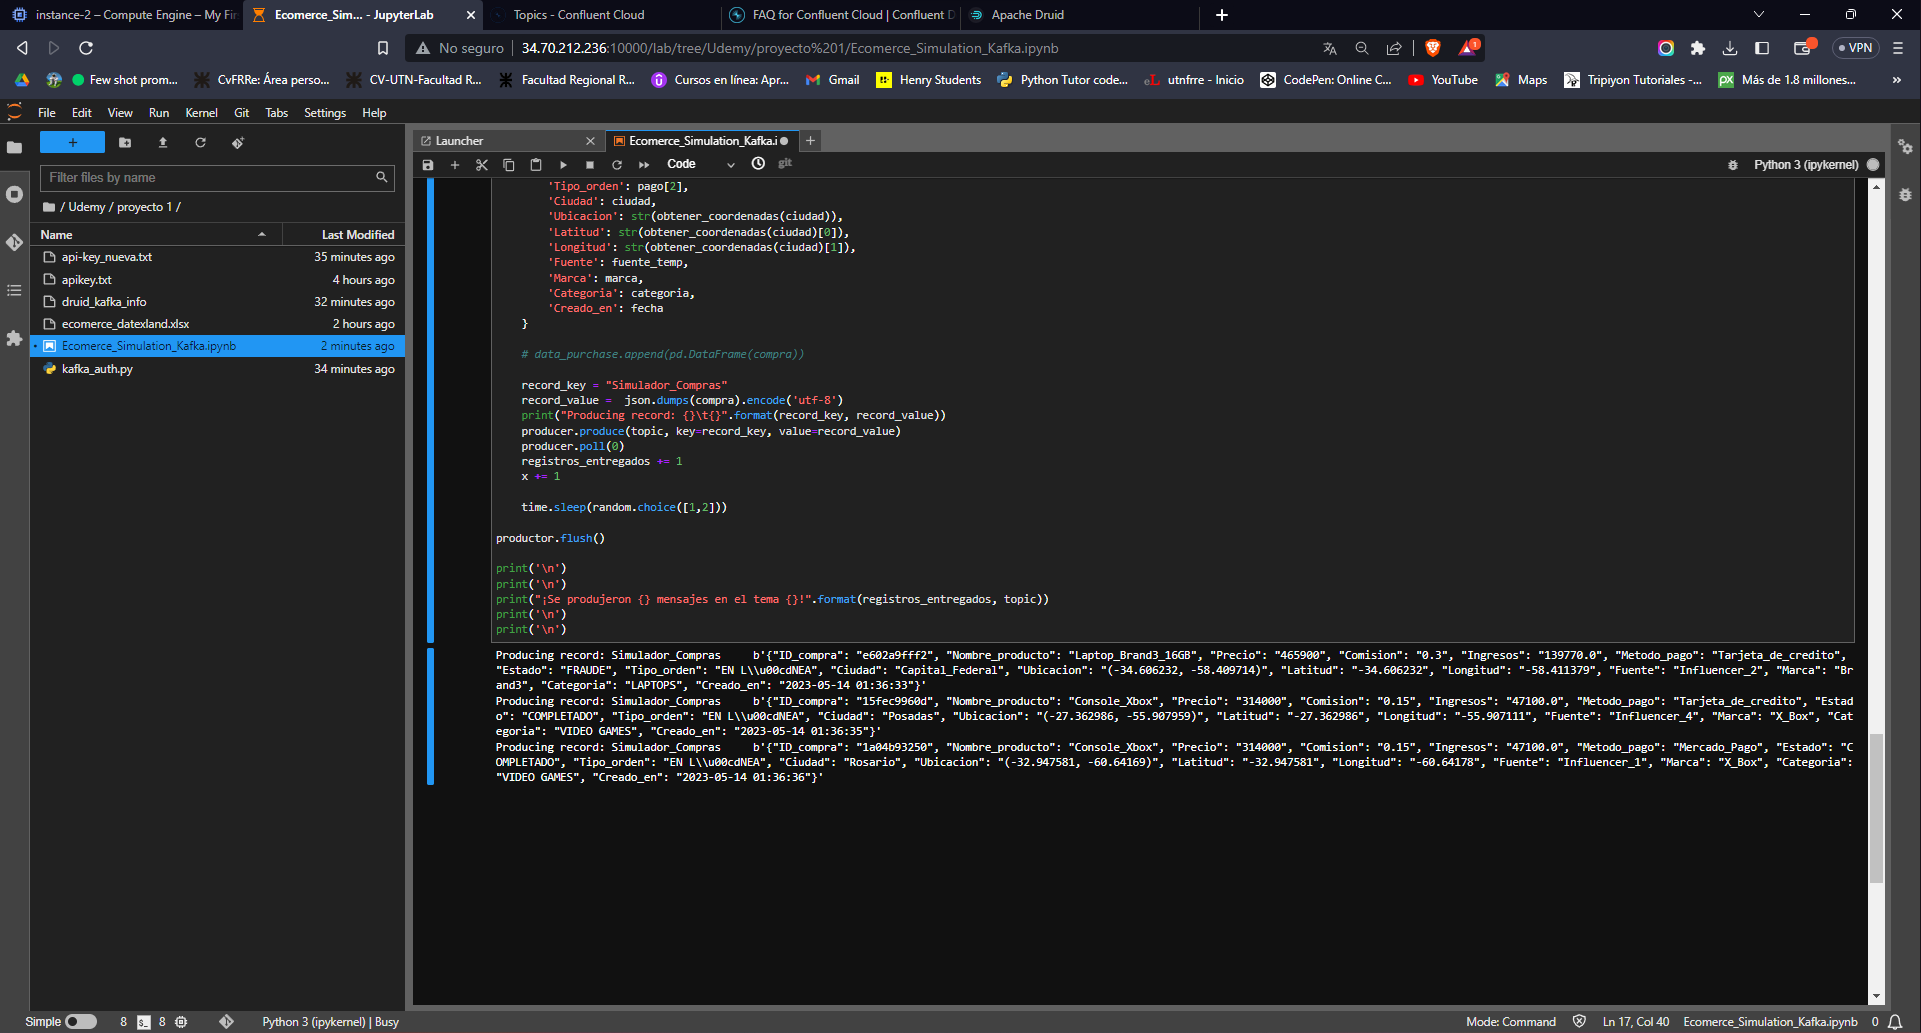 instance-2 – Compute Engine – My Fir
Ecomerce_Sim... - JupyterLab
Topics - Confluent Cloud
FAQ for Confluent Cloud | Confluent D
Apache Druid
No seguro
34.70.212.236:10000/lab/tree/Udemy/proyecto%201/Ecomerce_Simulation_Kafka.ipynb
1
VPN
Few shot prom...
CvFRRe: Área perso...
CV-UTN-Facultad R...
Facultad Regional R...
Cursos en línea: Apr...
Gmail
Henry Students
Python Tutor code...
eL utnfrre - Inicio
CodePen: Online C...
YouTube
Maps
Tripiyon Tutoriales -...
px Más de 1.8 millones...
»
File Edit View Run Kernel Git Tabs Settings Help
+
Filter files by name
/ Udemy / proyecto 1 /
Name Last Modified
api-key_nueva.txt 35 minutes ago
apikey.txt 4 hours ago
druid_kafka_info 32 minutes ago
ecomerce_datexland.xlsx 2 hours ago
Ecomerce_Simulation_Kafka.ipynb 2 minutes ago
kafka_auth.py 34 minutes ago
Launcher
Ecomerce_Simulation_Kafka.i
Code
git
Python 3 (ipykernel)
'Tipo_orden': pago[2],
'Ciudad': ciudad,
'Ubicacion': str(obtener_coordenadas(ciudad)),
'Latitud': str(obtener_coordenadas(ciudad)[0]),
'Longitud': str(obtener_coordenadas(ciudad)[1]),
'Fuente': fuente_temp,
'Marca': marca,
'Categoria': categoria,
'Creado_en': fecha
}
# data_purchase.append(pd.DataFrame(compra))
record_key = "Simulador_Compras"
record_value =  json.dumps(compra).encode('utf-8')
print("Producing record: {}\t{}".format(record_key, record_value))
producer.produce(topic, key=record_key, value=record_value)
producer.poll(0)
registros_entregados += 1
x += 1
time.sleep(random.choice([1,2]))
productor.flush()
print('\n')
print('\n')
print("¡Se produjeron {} mensajes en el tema {}!".format(registros_entregados, topic))
print('\n')
print('\n')
Producing record: Simulador_Compras     b'{"ID_compra": "e602a9fff2", "Nombre_producto": "Laptop_Brand3_16GB", "Precio": "465900", "Comision": "0.3", "Ingresos": "139770.0", "Metodo_pago": "Tarjeta_de_credito",
"Estado": "FRAUDE", "Tipo_orden": "EN L\\u00cdNEA", "Ciudad": "Capital_Federal", "Ubicacion": "(-34.606232, -58.409714)", "Latitud": "-34.606232", "Longitud": "-58.411379", "Fuente": "Influencer_2", "Marca": "Br
and3", "Categoria": "LAPTOPS", "Creado_en": "2023-05-14 01:36:33"}'
Producing record: Simulador_Compras     b'{"ID_compra": "15fec9960d", "Nombre_producto": "Console_Xbox", "Precio": "314000", "Comision": "0.15", "Ingresos": "47100.0", "Metodo_pago": "Tarjeta_de_credito", "Estad
o": "COMPLETADO", "Tipo_orden": "EN L\\u00cdNEA", "Ciudad": "Posadas", "Ubicacion": "(-27.362986, -55.907959)", "Latitud": "-27.362986", "Longitud": "-55.907111", "Fuente": "Influencer_4", "Marca": "X_Box", "Cat
egoria": "VIDEO GAMES", "Creado_en": "2023-05-14 01:36:35"}'
Producing record: Simulador_Compras     b'{"ID_compra": "1a04b93250", "Nombre_producto": "Console_Xbox", "Precio": "314000", "Comision": "0.15", "Ingresos": "47100.0", "Metodo_pago": "Mercado_Pago", "Estado": "C
OMPLETADO", "Tipo_orden": "EN L\\u00cdNEA", "Ciudad": "Rosario", "Ubicacion": "(-32.947581, -60.64169)", "Latitud": "-32.947581", "Longitud": "-60.64178", "Fuente": "Influencer_1", "Marca": "X_Box", "Categoria":
"VIDEO GAMES", "Creado_en": "2023-05-14 01:36:36"}'
Simple 8 8 Python 3 (ipykernel) | Busy Mode: Command Ln 17, Col 40 Ecomerce_Simulation_Kafka.ipynb 0